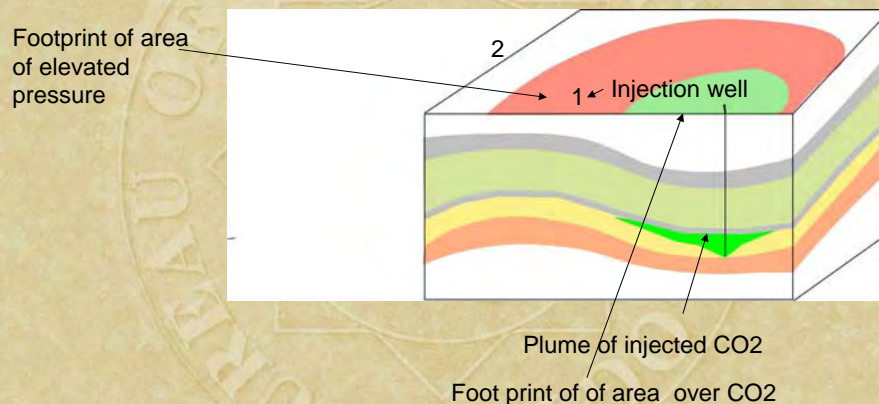 Footprint of area
of elevated
pressure
2
1
Injection well
Plume of injected CO2
Foot print of of area over CO2
REAU O